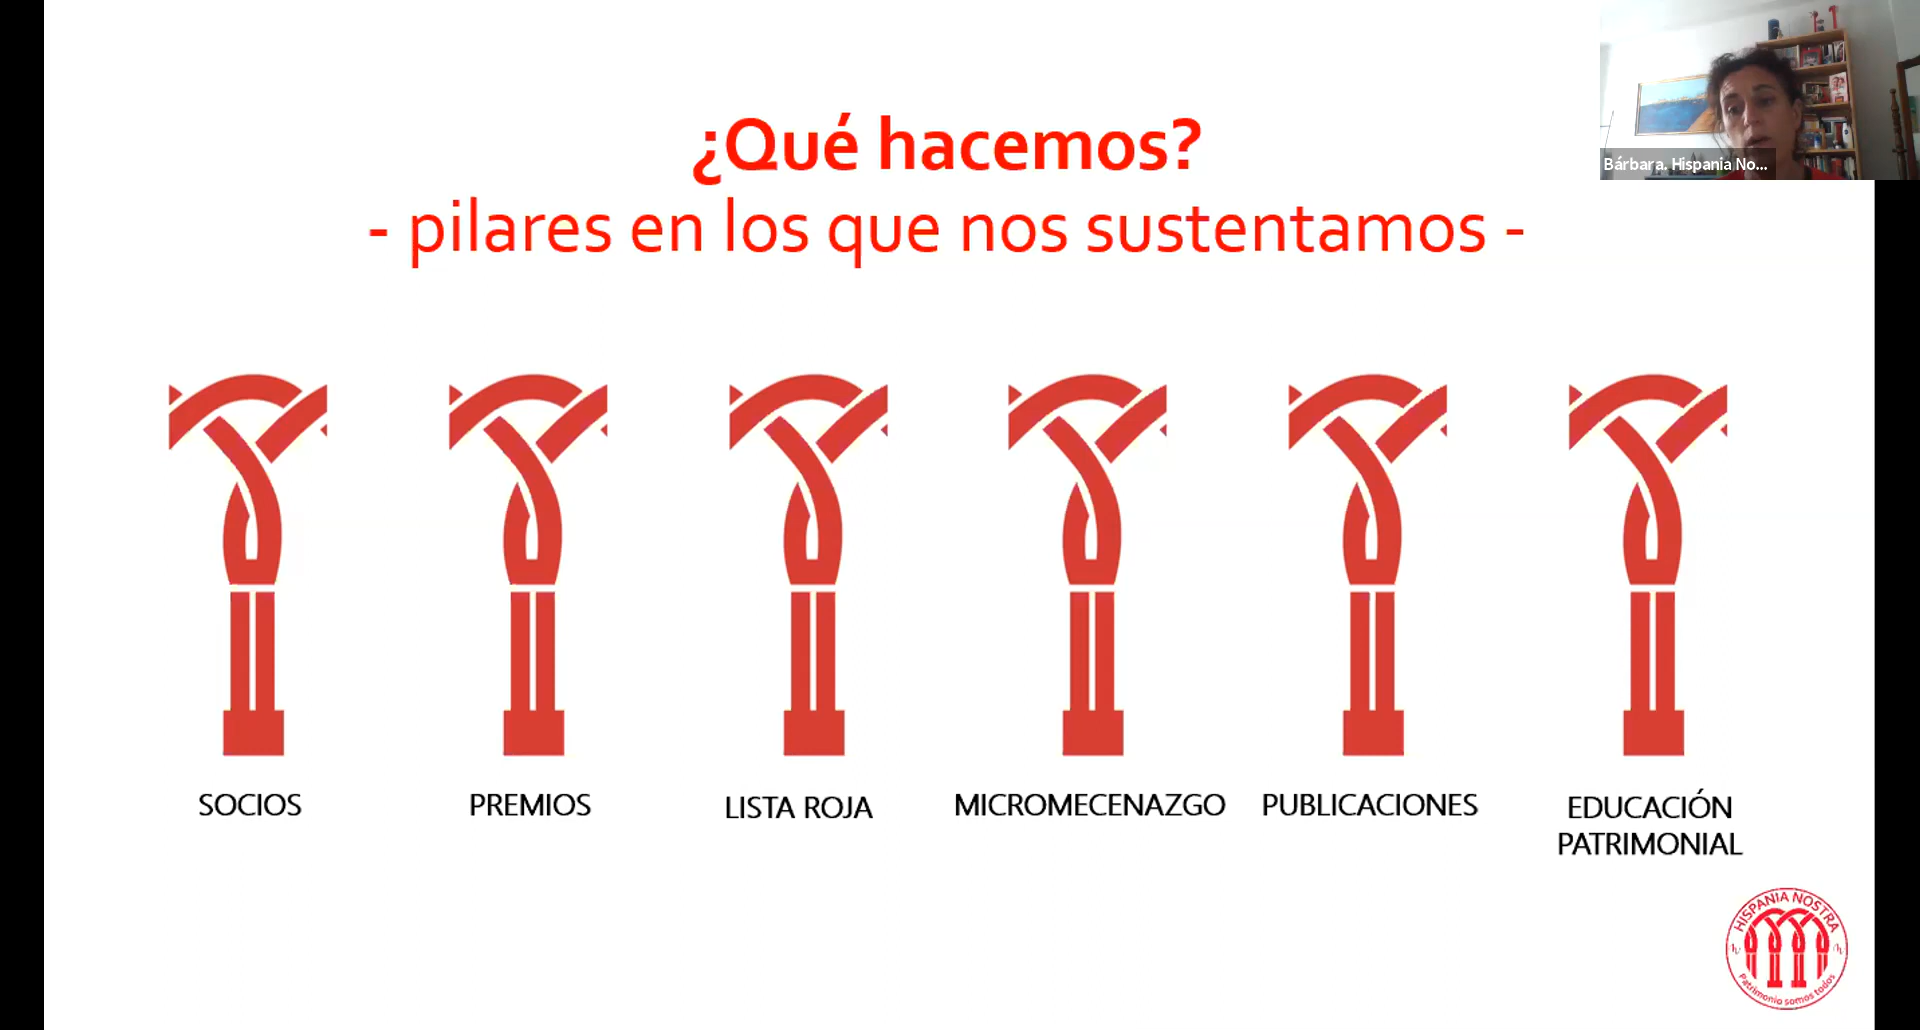 ¿Qué hacemos?
- pilares en los que nos sustentamos -
Bárbara. Hispania No...
SOCIOS
PREMIOS
LISTA ROJA
MICROMECENAZGO
PUBLICACIONES
EDUCACIÓN
PATRIMONIAL
HISPANIA NOSTRA
Patrimonio somos todos